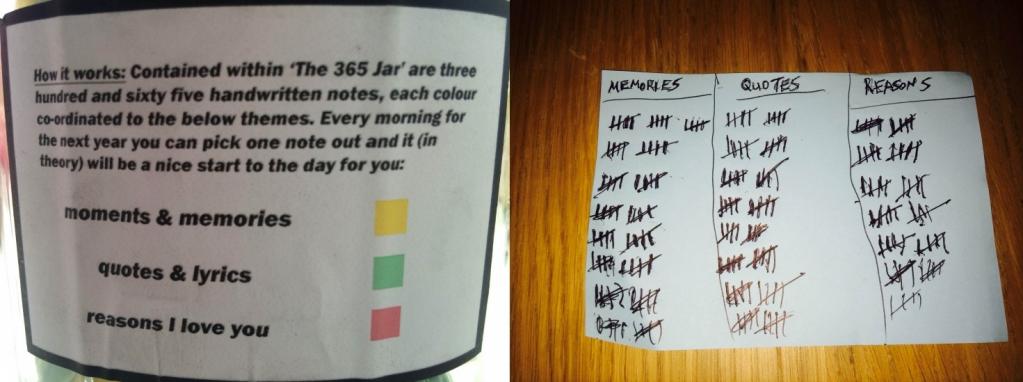 How it works: Contained within 'The 365 Jar' are three
hundred and sixty five handwritten notes, each colour
co-ordinated to the below themes. Every morning for
the next year you can pick one note out and it (in
theory) will be a nice start to the day for you:
moments & memories
quotes & lyrics
reasons I love you
MEMORIES QUOTES REASONS